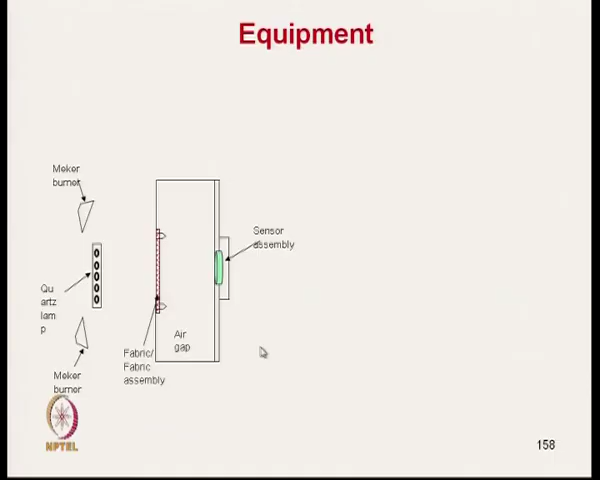 Equipment
Meker
burner
Sensor
assembly
Qu
artz
lam
p
Air
gap
Fabric/
Fabric
assembly
Meker
burner
NPTEL
158